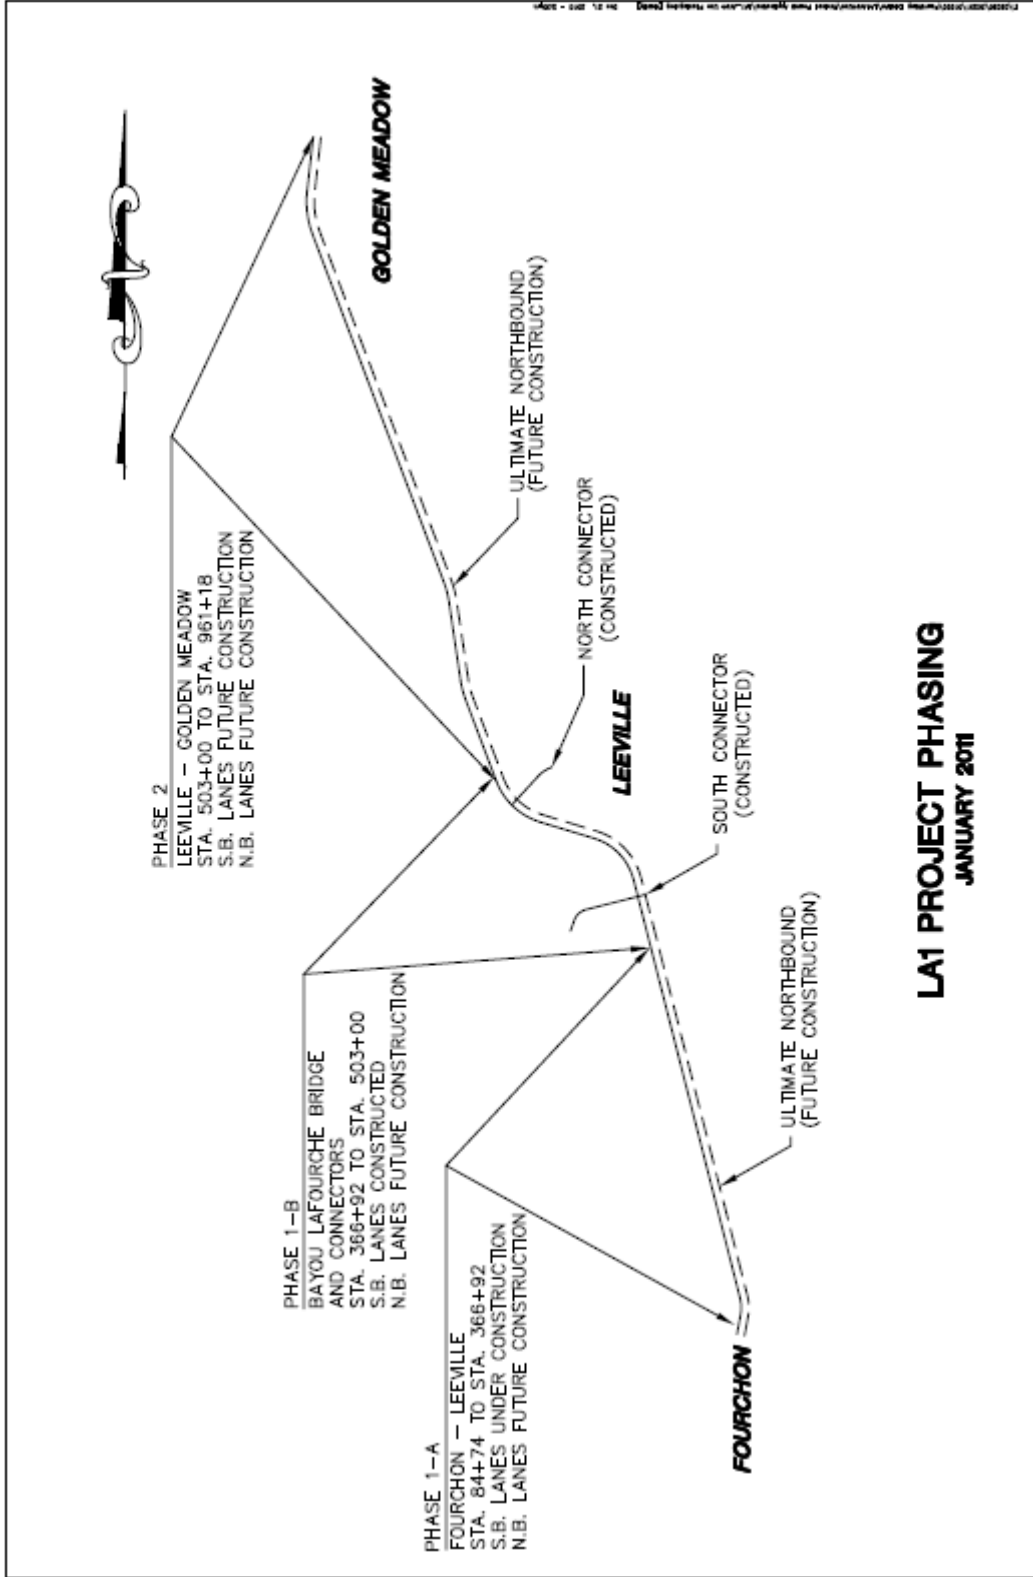 PHASE 2
LEEVILLE – GOLDEN MEADOW
STA. 503+00 TO STA. 961+18
S.B. LANES FUTURE CONSTRUCTION
N.B. LANES FUTURE CONSTRUCTION
PHASE 1-B
BAYOU LAFOURCHE BRIDGE
AND CONNECTORS
STA. 366+92 TO STA. 503+00
S.B. LANES CONSTRUCTED
N.B. LANES FUTURE CONSTRUCTION
PHASE 1-A
FOURCHON – LEEVILLE
STA. 84+74 TO STA. 366+92
S.B. LANES UNDER CONSTRUCTION
N.B. LANES FUTURE CONSTRUCTION
GOLDEN MEADOW
ULTIMATE NORTHBOUND
(FUTURE CONSTRUCTION)
NORTH CONNECTOR
(CONSTRUCTED)
LEEVILLE
SOUTH CONNECTOR
(CONSTRUCTED)
ULTIMATE NORTHBOUND
(FUTURE CONSTRUCTION)
FOURCHON
LA1 PROJECT PHASING
JANUARY 2011